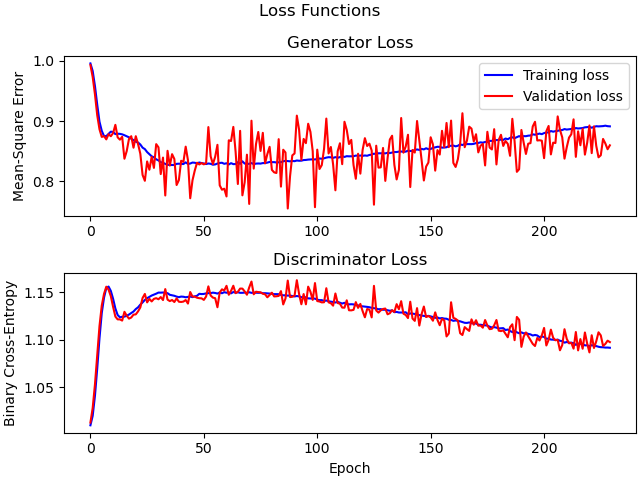 Loss Functions
Generator Loss
Mean-Square Error
1.0
0.9
0.8
Training loss
Validation loss
0
50
100
150
200
Discriminator Loss
Binary Cross-Entropy
1.15
1.10
1.05
0
50
100
150
200
Epoch